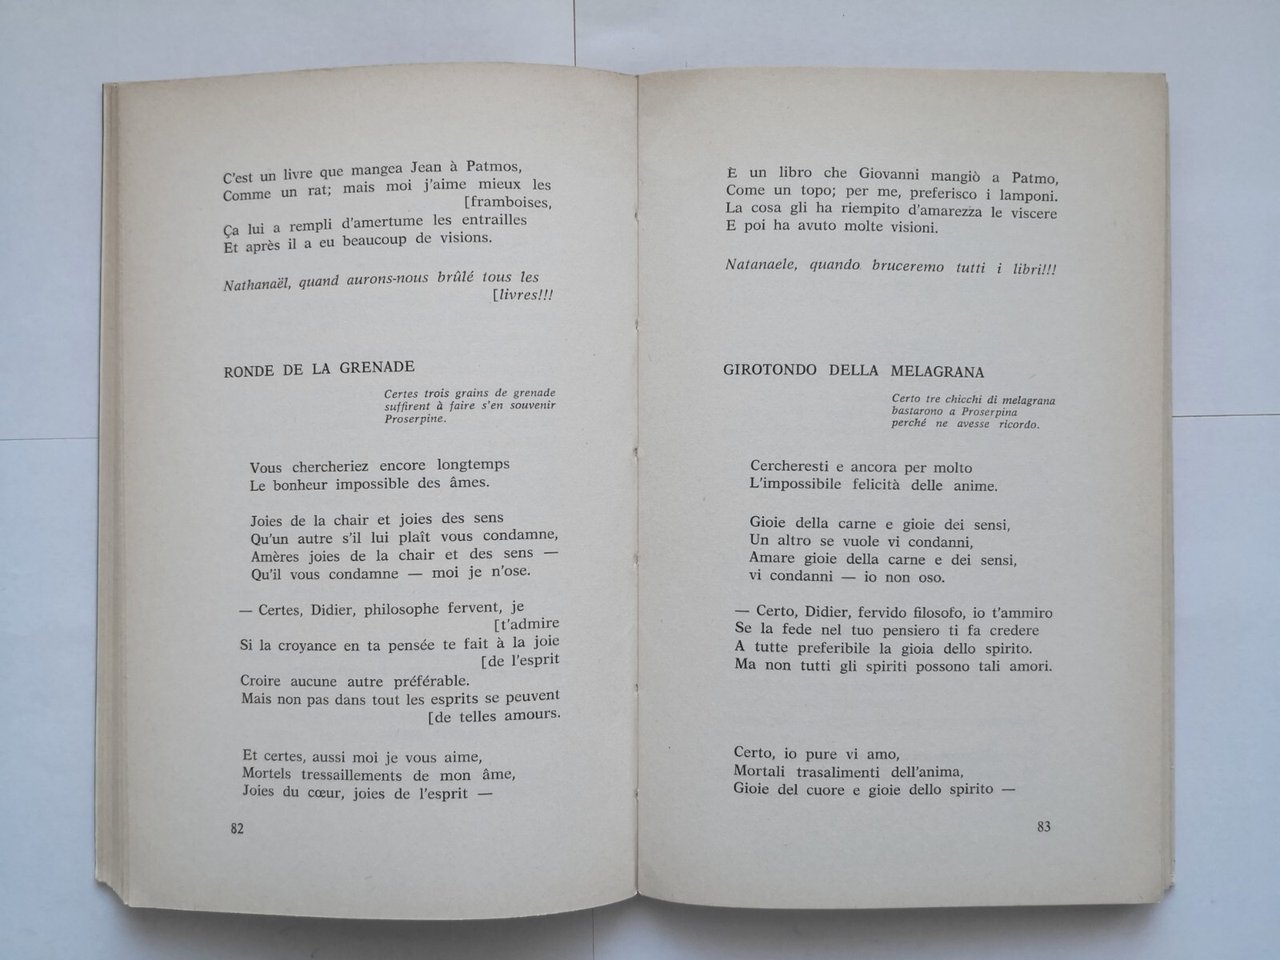 C'est un livre que mangea Jean à Patmos,
Comme un rat; mais moi j'aime mieux les
[framboises,
Ça lui a rempli d'amertume les entrailles
Et après il a eu beaucoup de visions.
Nathanaël, quand aurons-nous brûlé tous les
[livres!!!
RONDE DE LA GRENADE
Certes trois grains de grenade
suffirent à faire s'en souvenir
Proserpine.
Vous chercheriez encore longtemps
Le bonheur impossible des âmes.
Joies de la chair et joies des sens
Qu'un autre s'il lui plaît vous condamne,
Amères joies de la chair et des sens —
Qu'il vous condamne — moi je n'ose.
— Certes, Didier, philosophe fervent, je
[t'admire
Si la croyance en ta pensée te fait à la joie
[de l'esprit
Croire aucune autre préférable.
Mais non pas dans tout les esprits se peuvent
[de telles amours.
Et certes, aussi moi je vous aime,
Mortels tressaillements de mon âme,
Joies du cœur, joies de l'esprit —
82
È un libro che Giovanni mangiò a Patmo,
Come un topo; per me, preferisco i lamponi.
La cosa gli ha riempito d'amarezza le viscere
E poi ha avuto molte visioni.
Natanaele, quando bruceremo tutti i libri!!!
GIROTONDO DELLA MELAGRANA
Certo tre chicchi di melagrana
bastarono a Proserpina
perché ne avesse ricordo.
Cercheresti e ancora per molto
L'impossibile felicità delle anime.
Gioie della carne e gioie dei sensi,
Un altro se vuole vi condanni,
Amare gioie della carne e dei sensi,
vi condanni — io non oso.
— Certo, Didier, fervido filosofo, io t'ammiro
Se la fede nel tuo pensiero ti fa credere
A tutte preferibile la gioia dello spirito.
Ma non tutti gli spiriti possono tali amori.
Certo, io pure vi amo,
Mortali trasalimenti dell'anima,
Gioie del cuore e gioie dello spirito —
83